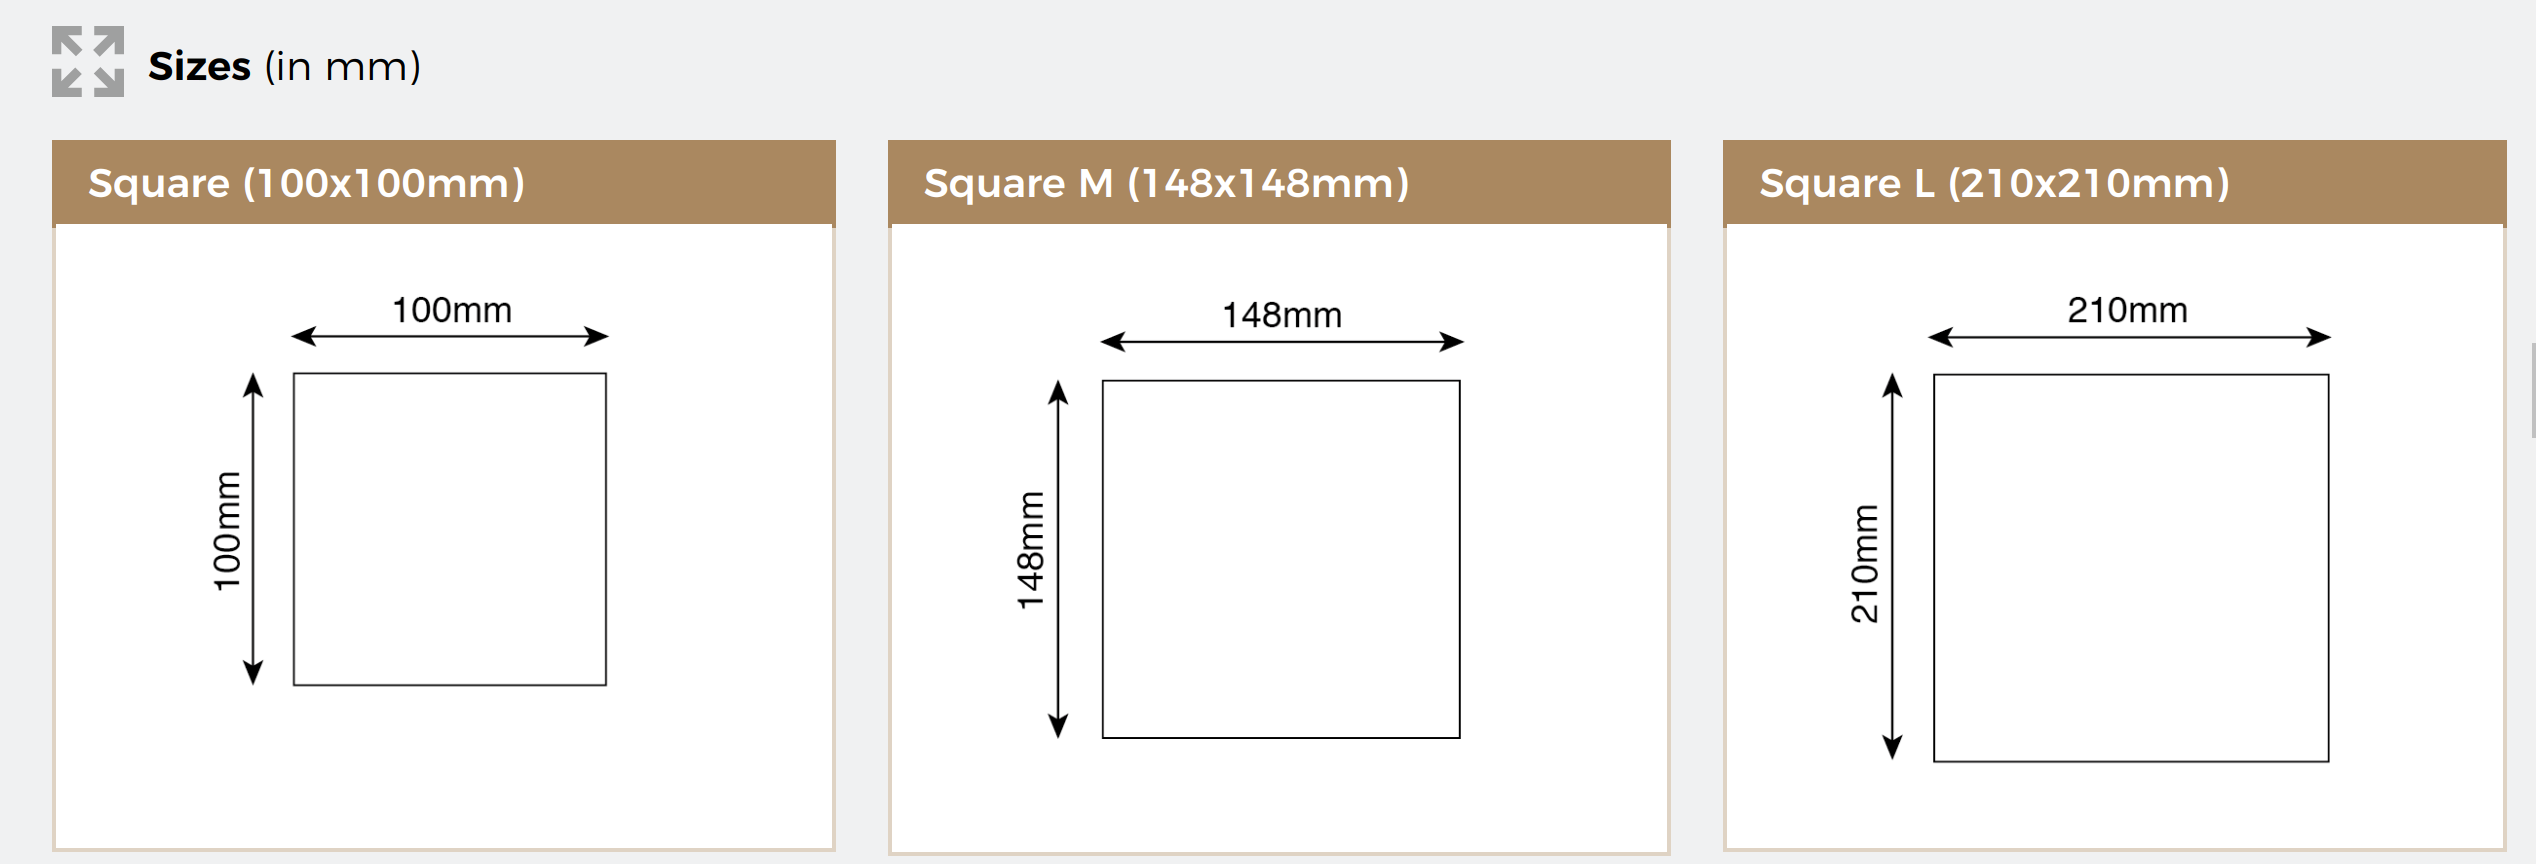 Sizes (in mm)
Square (100x100mm)
100mm
100mm
Square M (148x148mm)
148mm
148mm
Square L (210x210mm)
210mm
210mm